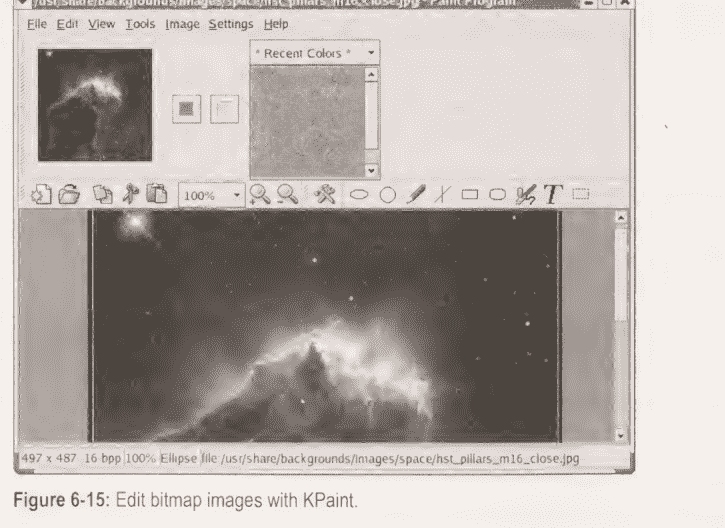 /usr/share/backgrounds/images/space/hst_pillars_m16_close.jpg - Paint Program
File Edit View Tools Image Settings Help
* Recent Colors *
100%
T
497 x 487 16 bpp 100% Ellipse file /usr/share/backgrounds/images/space/hst_pillars_m16_close.jpg
Figure 6-15: Edit bitmap images with KPaint.